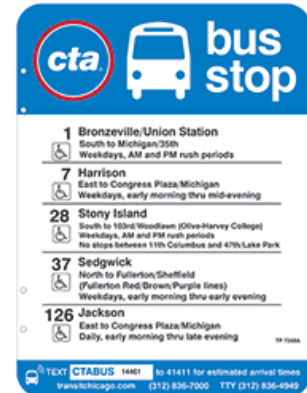 cta
bus
stop
1 Bronzeville/Union Station
South to Michigan/35th
Weekdays, AM and PM rush periods
7 Harrison
East to Congress Plaza/Michigan
Weekdays, early morning thru mid-evening
28 Stony Island
South to 103rd/Woodlawn (Olive-Harvey College)
Weekdays, AM and PM rush periods
No stops between 11th Columbus and 47th/Lake Park
37 Sedgwick
North to Fullerton/Sheffield
(Fullerton Red/Brown/Purple lines)
Weekdays, early morning thru early evening
126 Jackson
East to Congress Plaza/Michigan
Daily, early morning thru late evening
TEXT CTABUS 14461 to 41411 for estimated arrival times
transitchicago.com (312) 836-7000 TTY (312) 836-4949